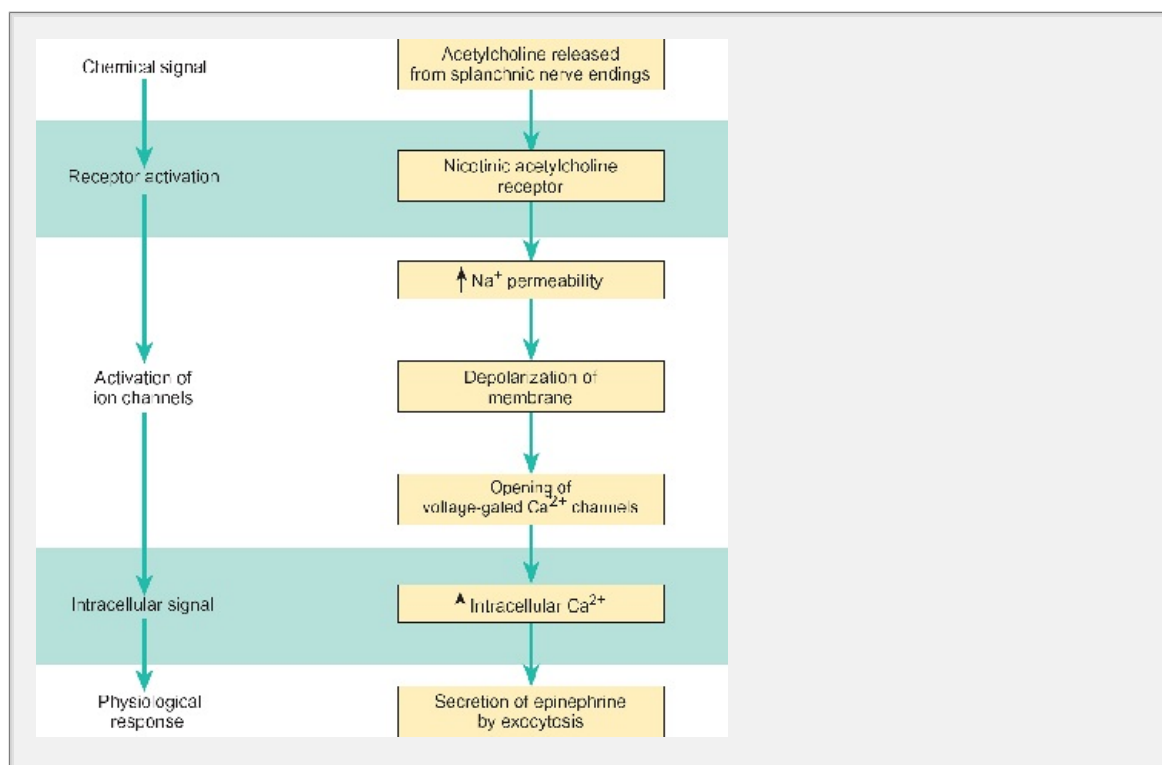 Chemical signal
Acetylcholine released
from splanchnic nerve endings
Receptor activation
Nicotinic acetylcholine
receptor
Na+ permeability
Activation of
ion channels
Depolarization of
membrane
Opening of
voltage-gated Ca2+ channels
Intracellular signal
Intracellular Ca2+
Physiological
response
Secretion of epinephrine
by exocytosis